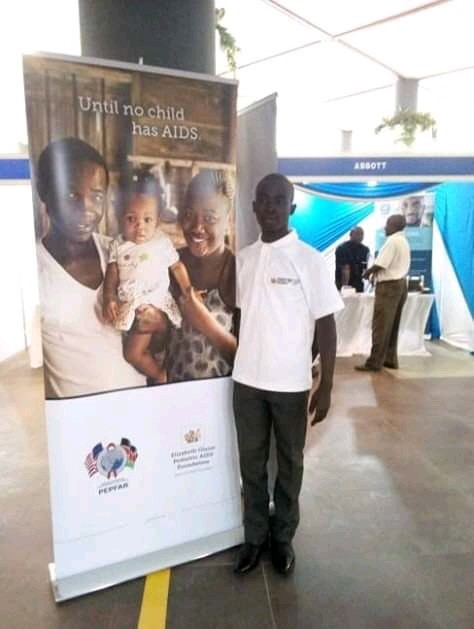 Until no child
has AIDS.
ABBOTT
PEPFAR
Elizabeth Glaser
Pediatric AIDS
Foundation